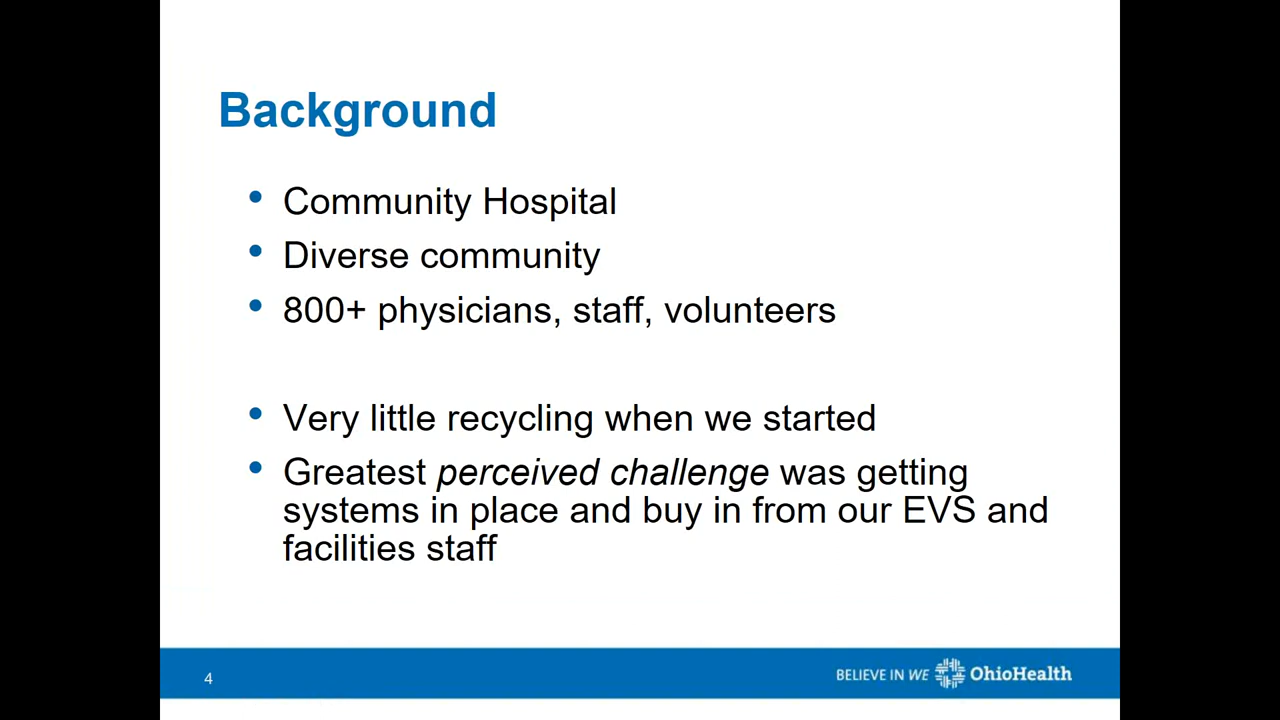 Background
• Community Hospital
• Diverse community
• 800+ physicians, staff, volunteers
• Very little recycling when we started
• Greatest perceived challenge was getting
systems in place and buy in from our EVS and
facilities staff
4
BELIEVE IN WE OhioHealth